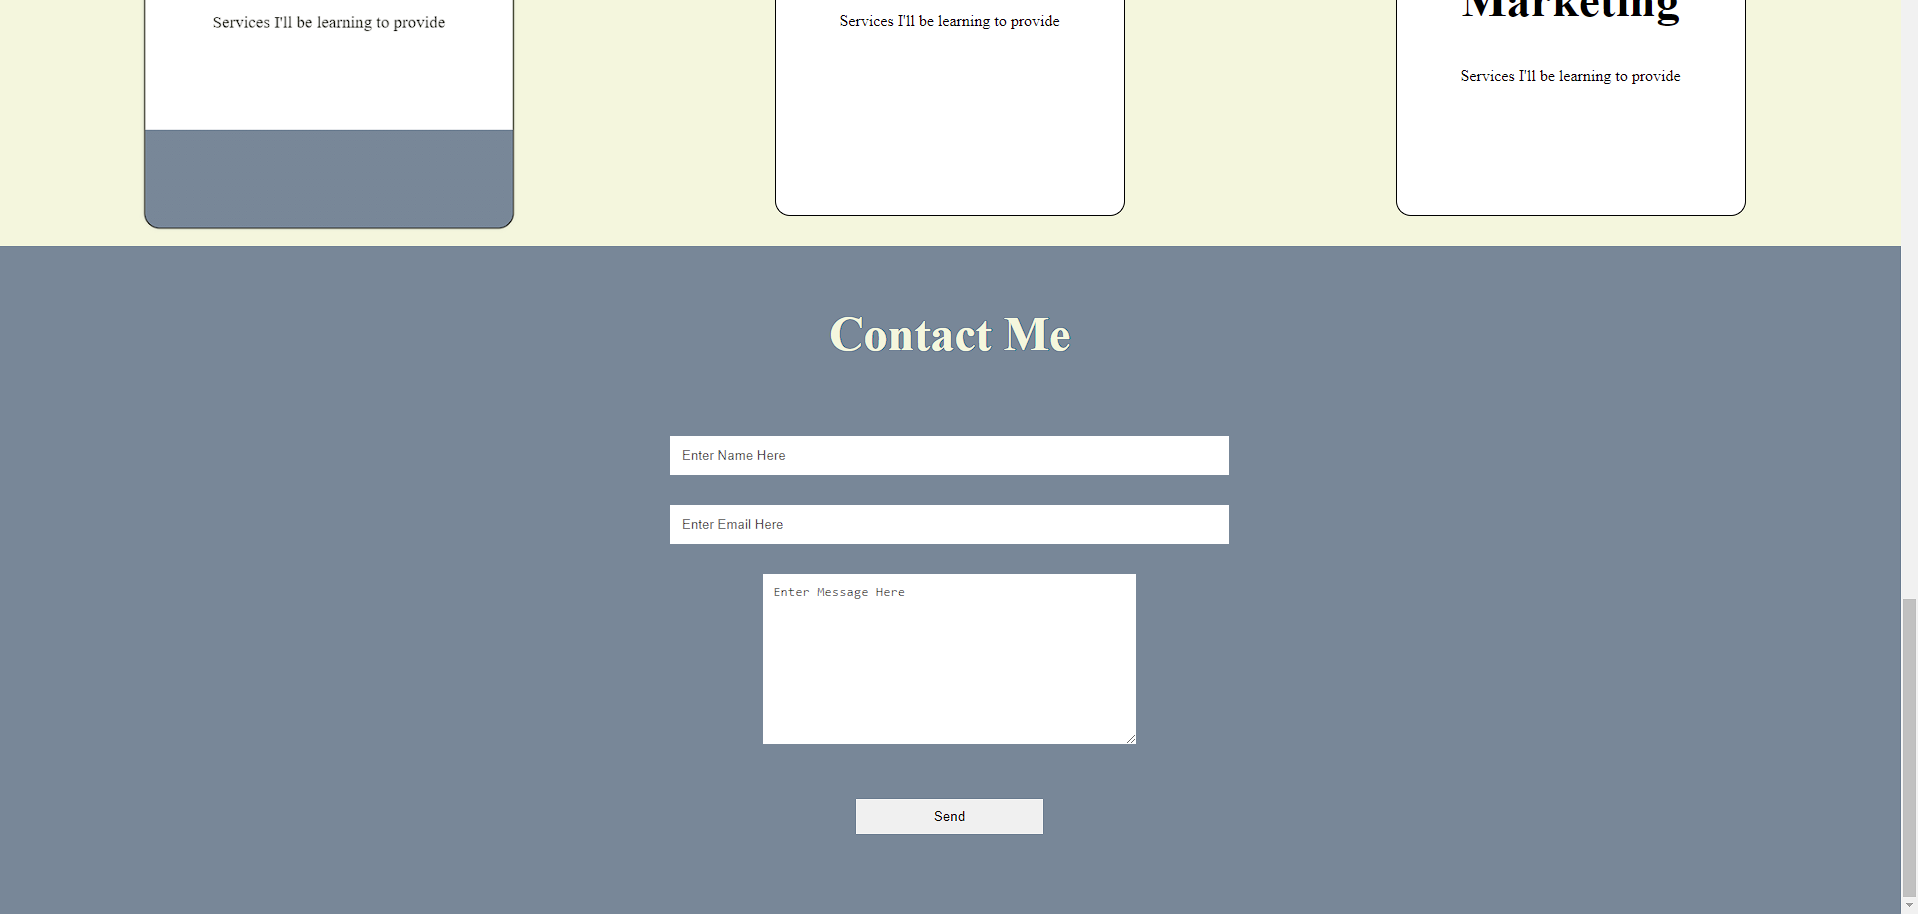 Marketing
Services I'll be learning to provide
Services I'll be learning to provide
Services I'll be learning to provide
Contact Me
Enter Name Here
Enter Email Here
Enter Message Here
Send